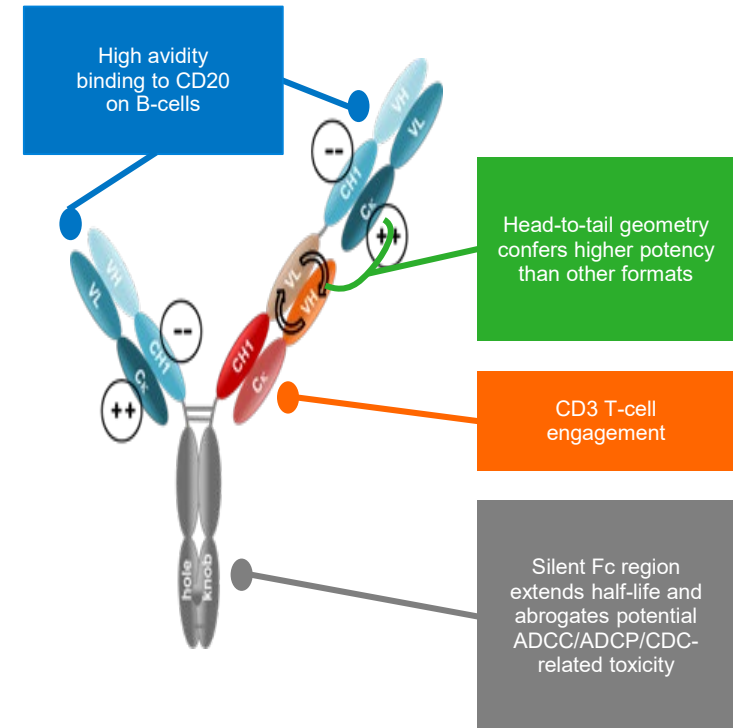 High avidity
binding to CD20
on B-cells
VH
VL
--
CH1
Cκ
++
Head-to-tail geometry
confers higher potency
than other formats
VL
VH
VH
VL
--
CH1
Cκ
++
CH1
Cκ
CD3 T-cell
engagement
hole
knob
Silent Fc region
extends half-life and
abrogates potential
ADCC/ADCP/CDC-
related toxicity